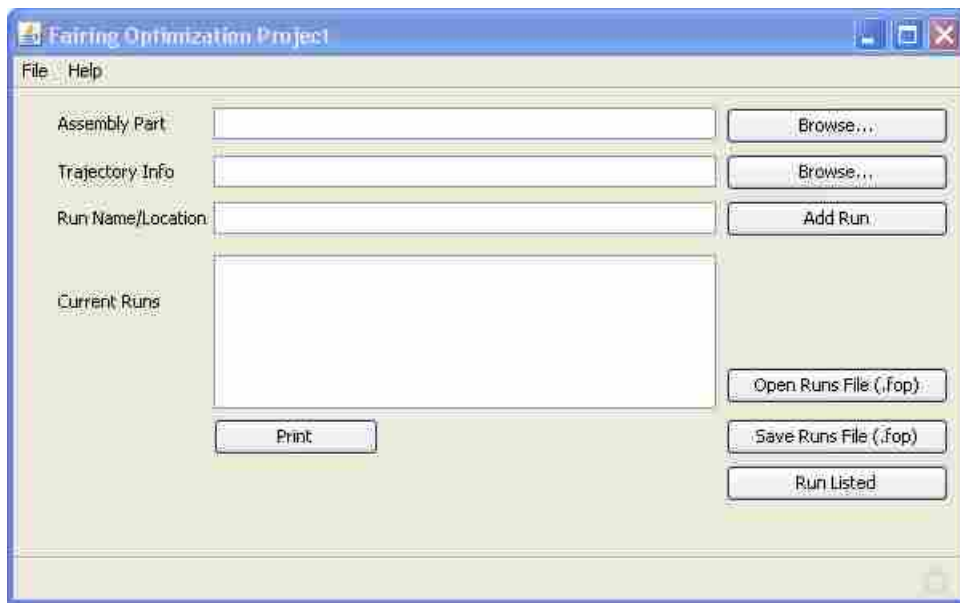 Fairing Optimization Project
File Help
Assembly Part Browse...
Trajectory Info Browse...
Run Name/Location Add Run
Current Runs
Open Runs File (.fop)
Print Save Runs File (.fop)
Run Listed